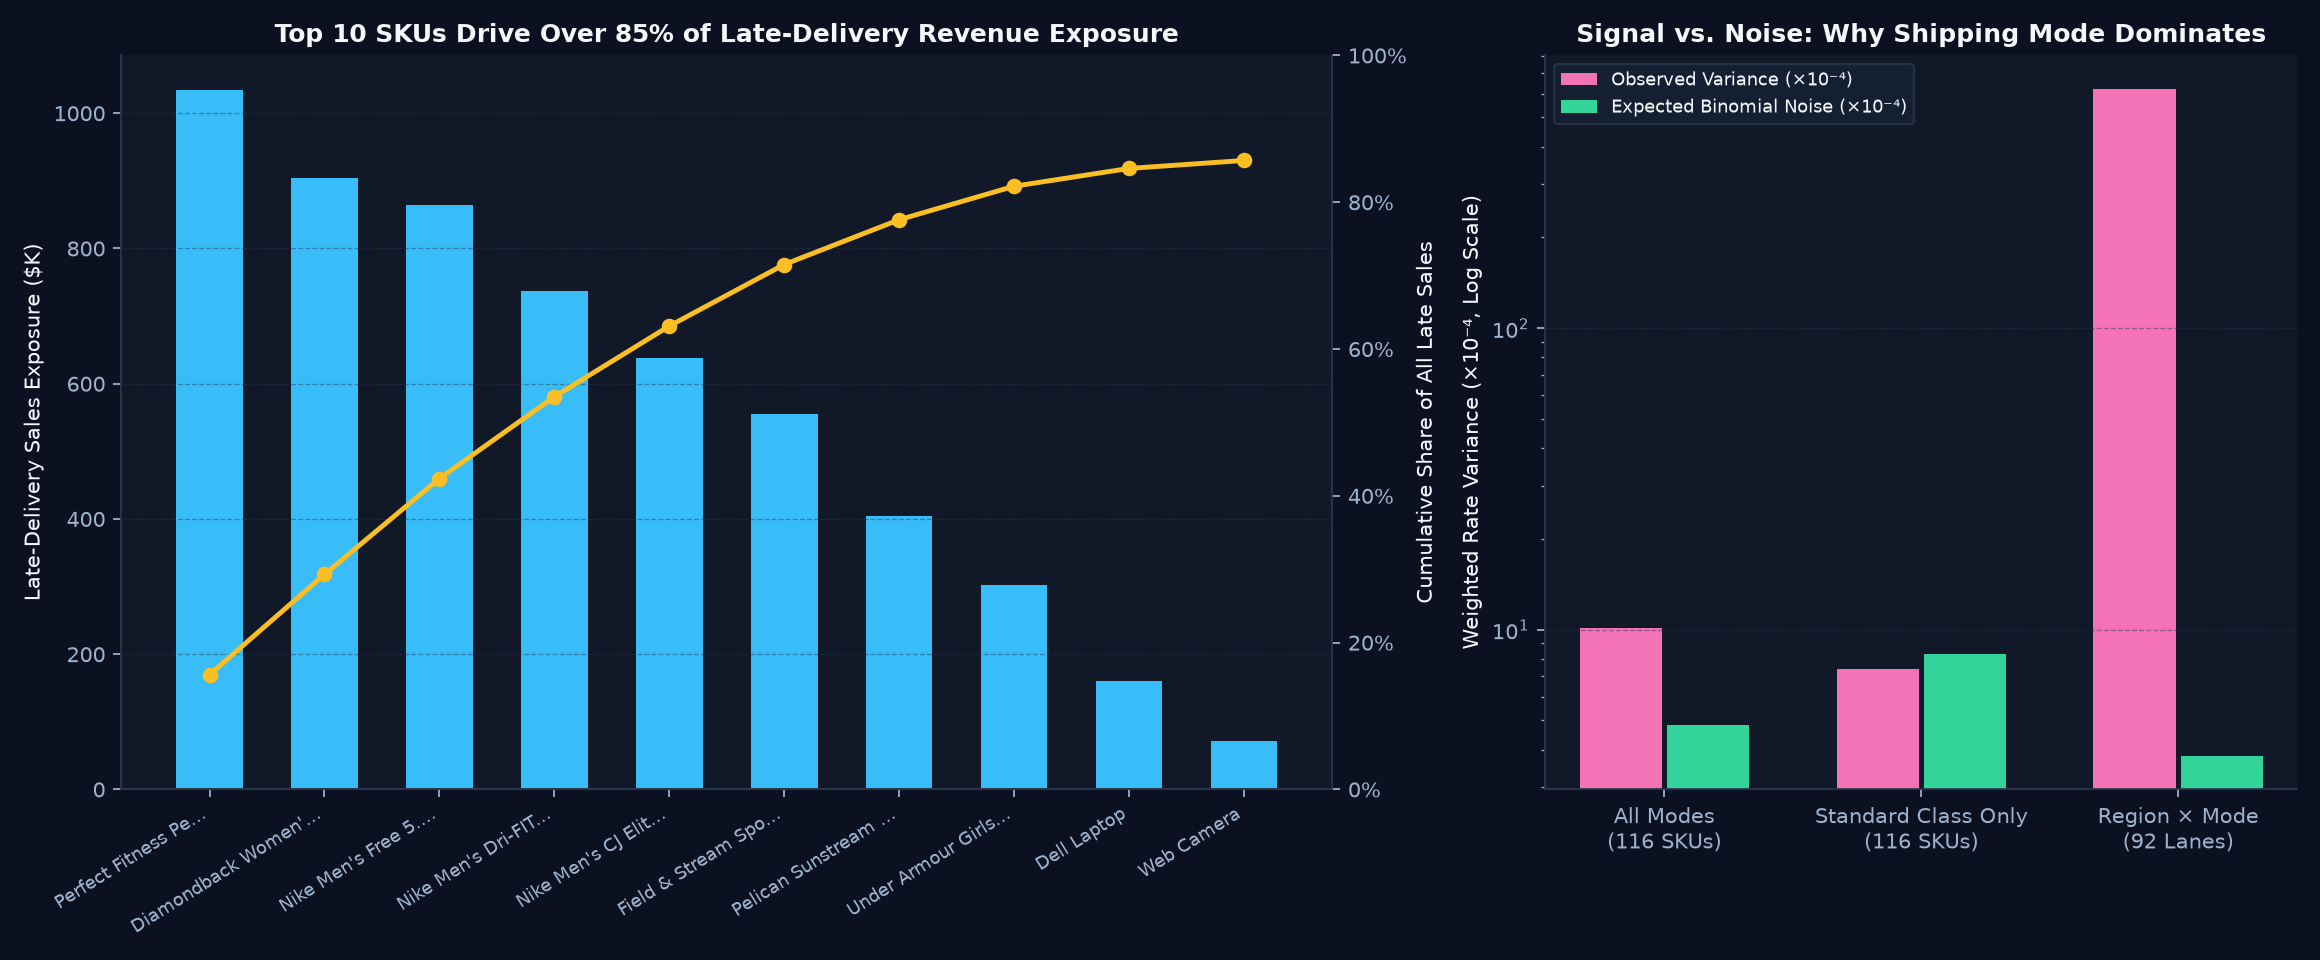 Top 10 SKUs Drive Over 85% of Late-Delivery Revenue Exposure
Late-Delivery Sales Exposure ($K)
1000
800
600
400
200
0
100%
80%
60%
40%
20%
0%
Cumulative Share of All Late Sales
Perfect Fitness Pe...
Diamondback Women'...
Nike Men's Free 5....
Nike Men's Dri-FIT...
Nike Men's CJ Elit...
Field & Stream Spo...
Pelican Sunstream ...
Under Armour Girls...
Dell Laptop
Web Camera
Signal vs. Noise: Why Shipping Mode Dominates
Observed Variance (×10⁻⁴)
Expected Binomial Noise (×10⁻⁴)
Weighted Rate Variance (×10⁻⁴, Log Scale)
10²
10¹
All Modes
(116 SKUs)
Standard Class Only
(116 SKUs)
Region × Mode
(92 Lanes)